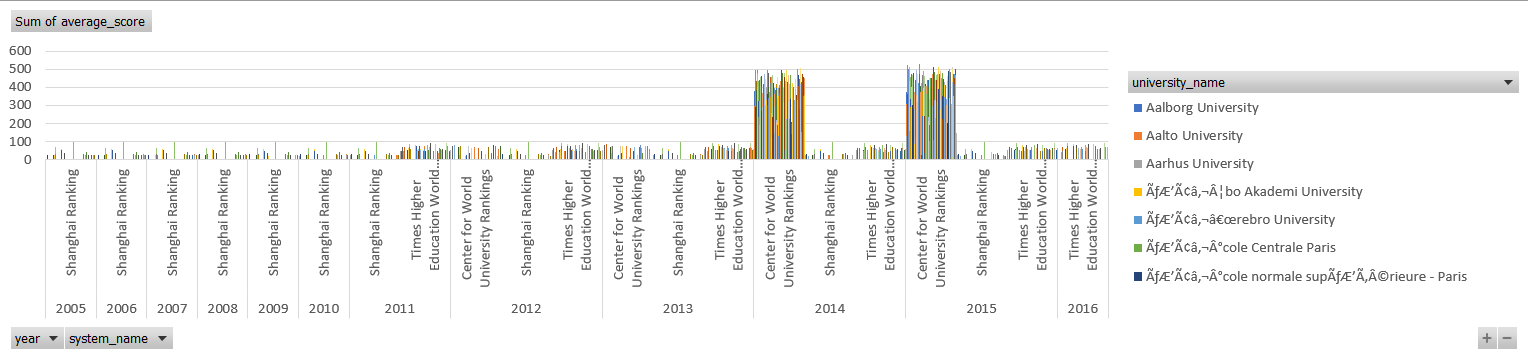 Sum of average_score
600
500
400
300
200
100
0
Shanghai Ranking
Shanghai Ranking
Shanghai Ranking
Shanghai Ranking
Shanghai Ranking
Shanghai Ranking
Shanghai Ranking
Times Higher
Education World...
Center for World
University Rankings
Shanghai Ranking
Times Higher
Education World...
Center for World
University Rankings
Shanghai Ranking
Times Higher
Education World...
Center for World
University Rankings
Shanghai Ranking
Times Higher
Education World...
Center for World
University Rankings
Shanghai Ranking
Times Higher
Education World...
Shanghai Ranking
Times Higher
Education World...
2005 2006 2007 2008 2009 2010 2011 2012 2013 2014 2015 2016
university_name
Aalborg University
Aalto University
Aarhus University
ÃƒÆ’Ã¢â‚¬Â¦bo Akademi University
ÃƒÆ’Ã¢â‚¬â€œrebro University
ÃƒÆ’Ã¢â‚¬Â°cole Centrale Paris
ÃƒÆ’Ã¢â‚¬Â°cole normale supÃƒÆ’Ã‚Â©rieure - Paris
year system_name
+ −